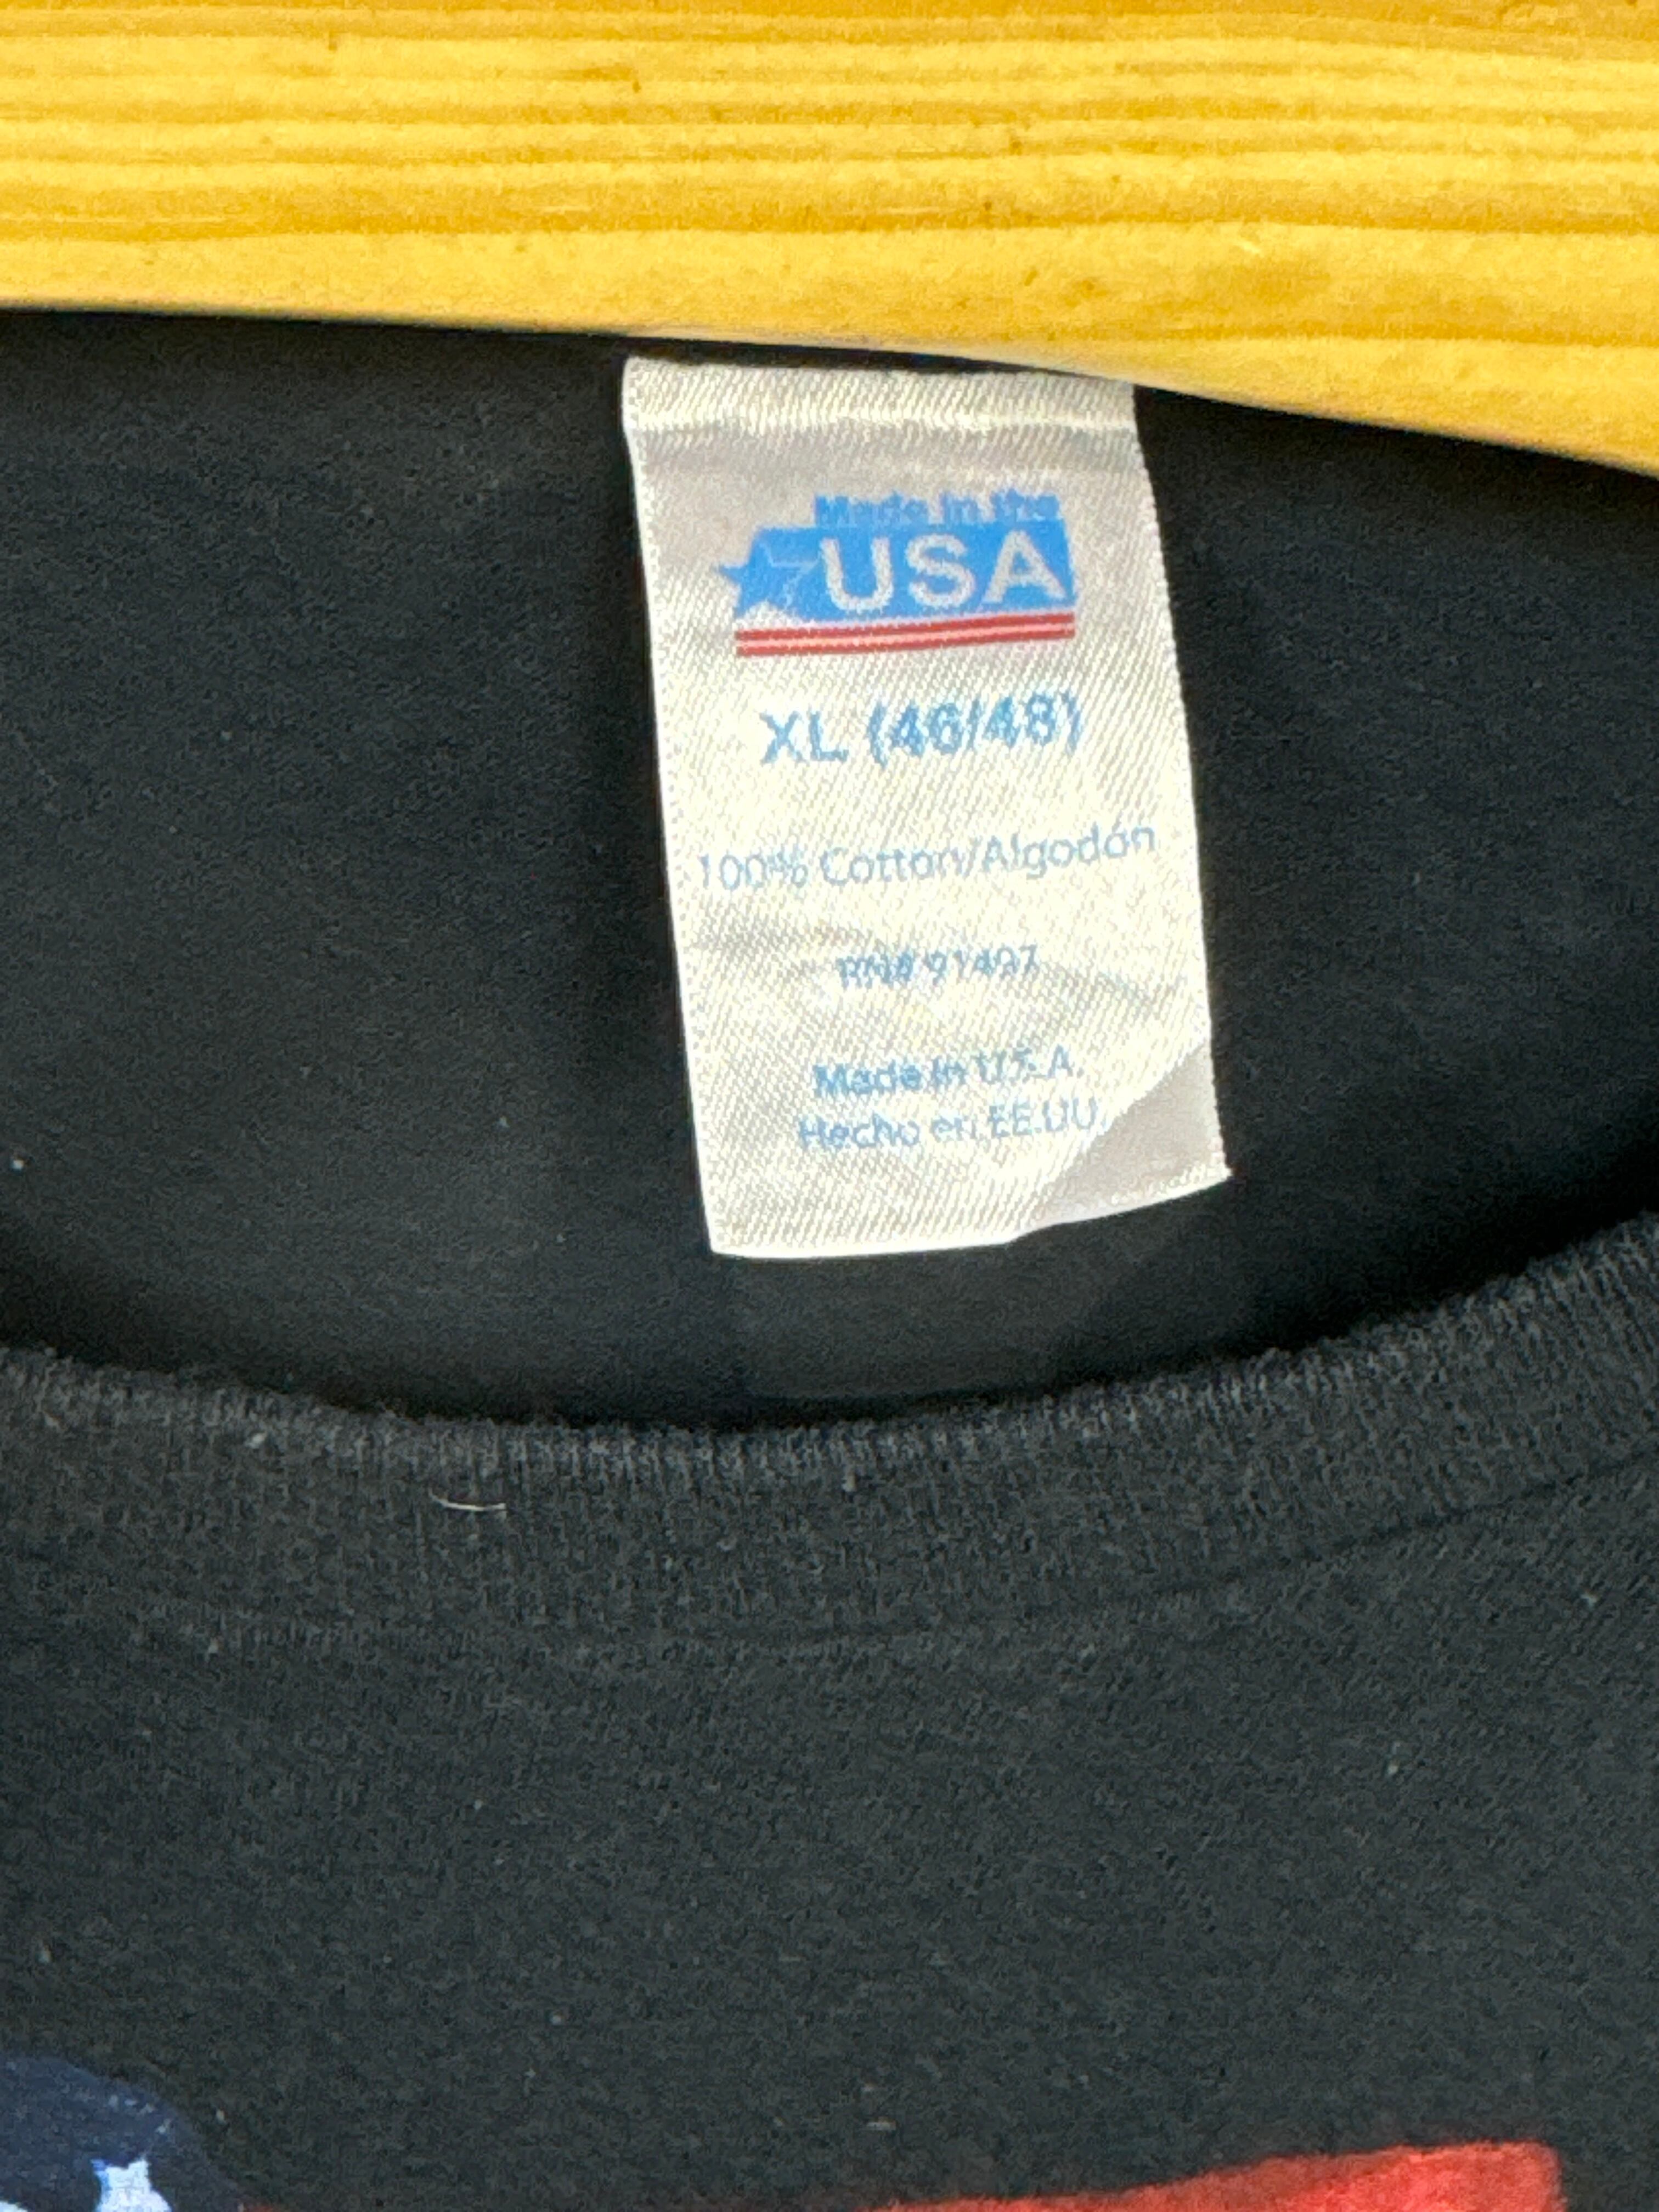 Made in the
USA
XL (46/48)
100% Cotton/Algodón
RN# 91497
Made in U.S.A.
Hecho en EE.UU.